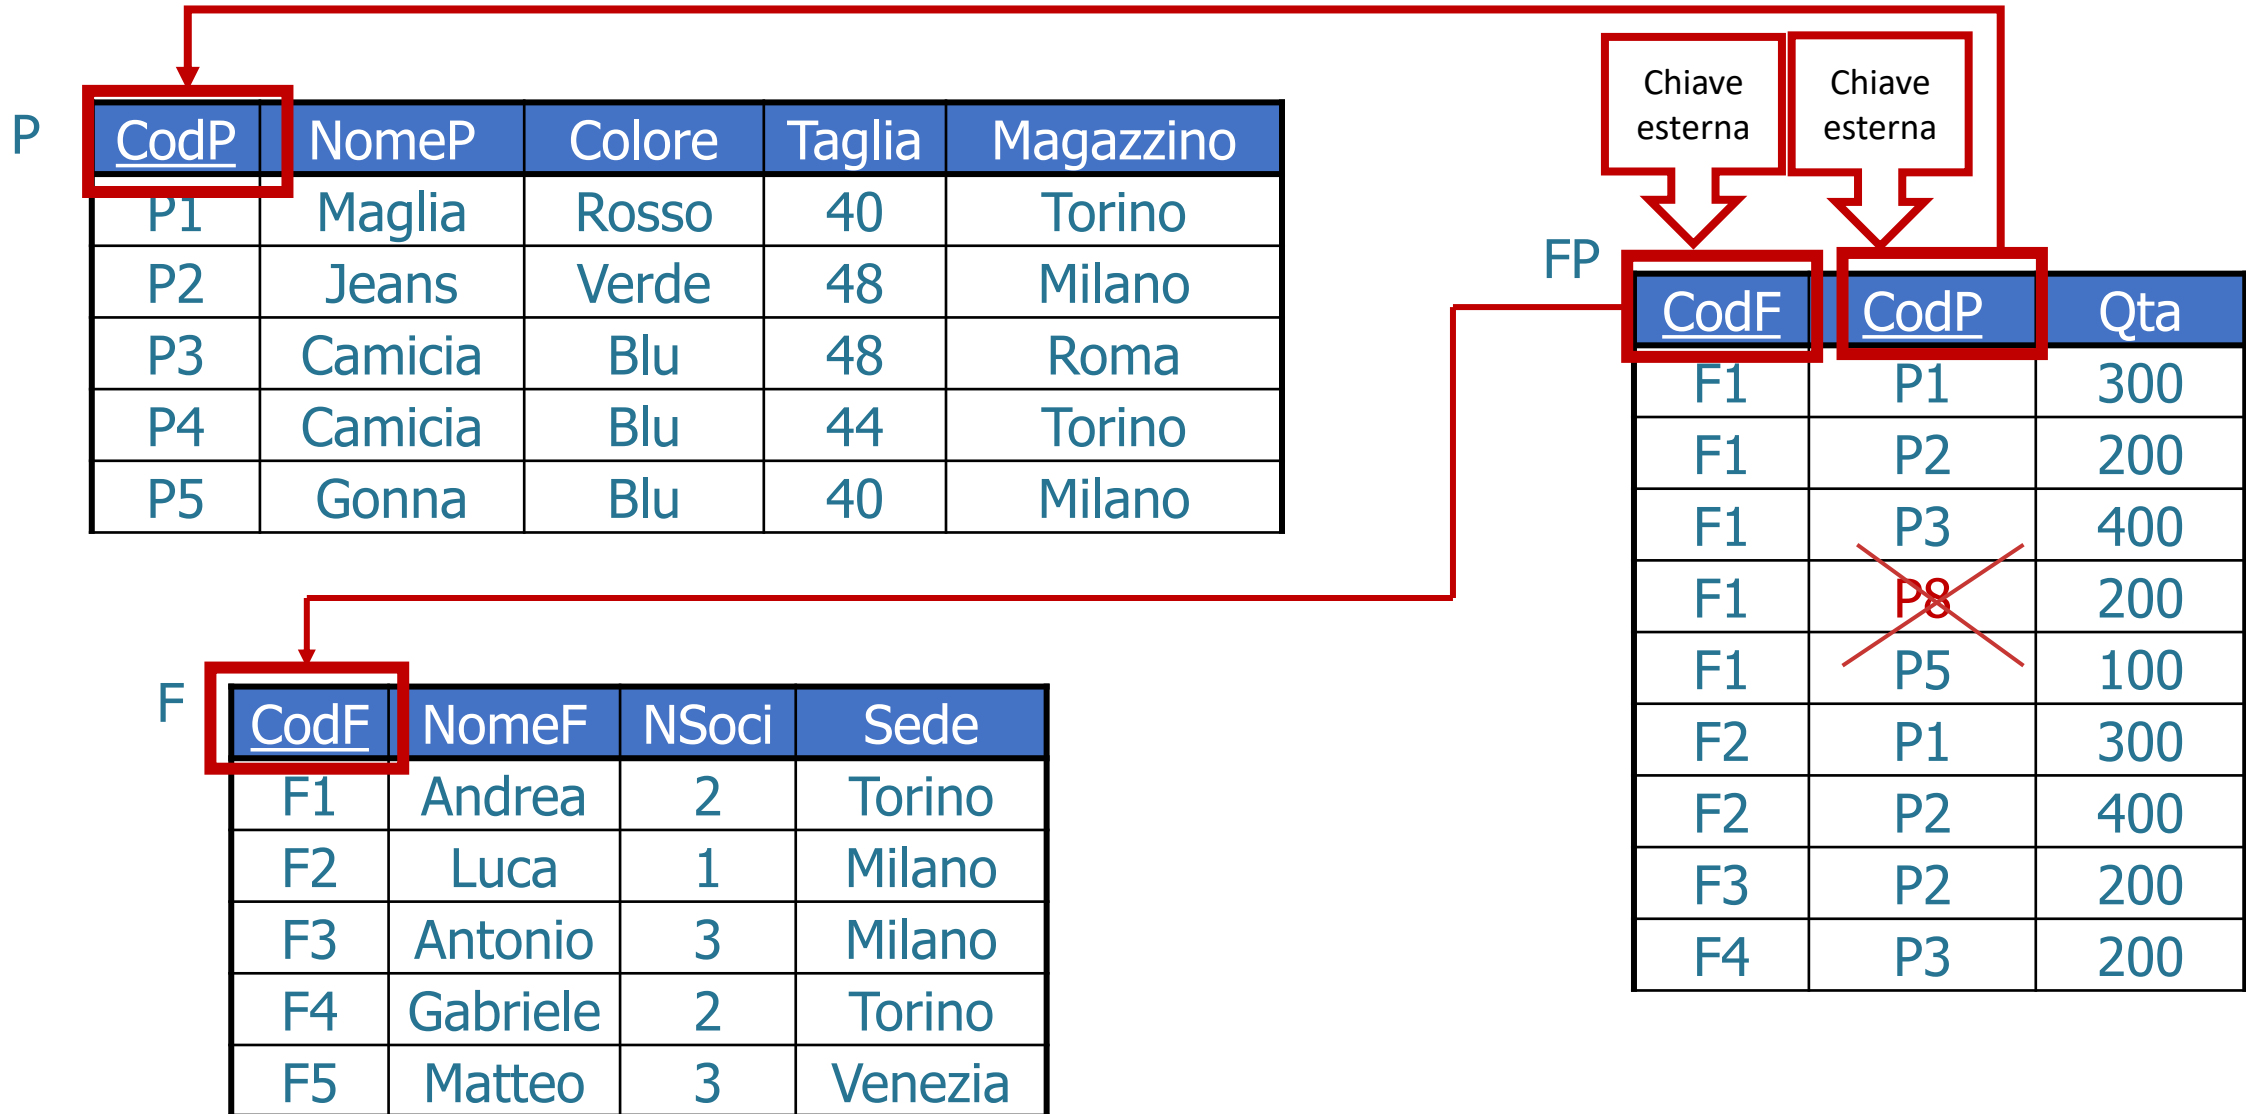 P
CodP NomeP Colore Taglia Magazzino
P1 Maglia Rosso 40 Torino
P2 Jeans Verde 48 Milano
P3 Camicia Blu 48 Roma
P4 Camicia Blu 44 Torino
P5 Gonna Blu 40 Milano
Chiave
esterna
Chiave
esterna
FP
CodF CodP Qta
F1 P1 300
F1 P2 200
F1 P3 400
F1 P8 200
F1 P5 100
F2 P1 300
F2 P2 400
F3 P2 200
F4 P3 200
F
CodF NomeF NSoci Sede
F1 Andrea 2 Torino
F2 Luca 1 Milano
F3 Antonio 3 Milano
F4 Gabriele 2 Torino
F5 Matteo 3 Venezia